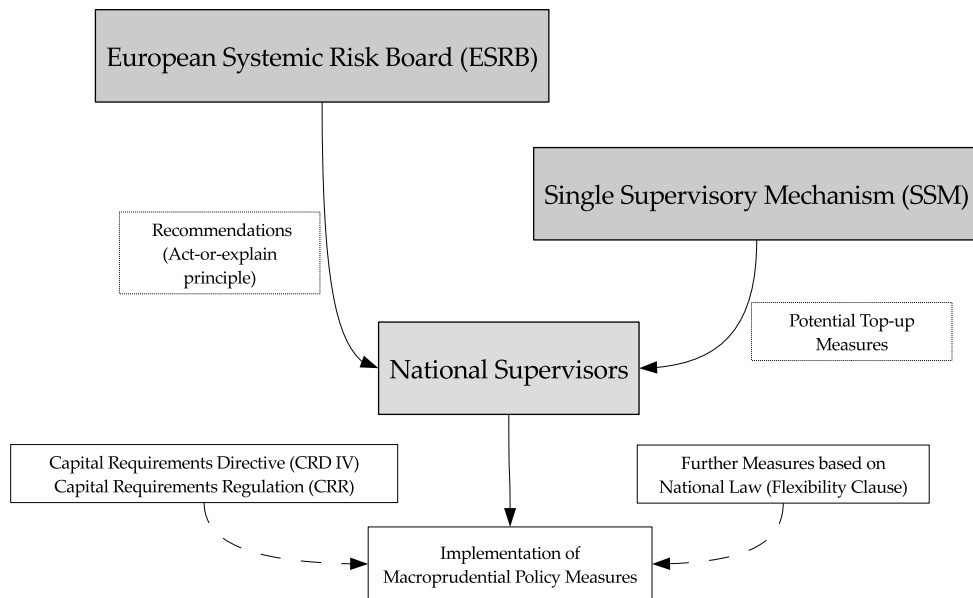 European Systemic Risk Board (ESRB)
Single Supervisory Mechanism (SSM)
Recommendations
(Act-or-explain
principle)
Potential Top-up
Measures
National Supervisors
Capital Requirements Directive (CRD IV)
Capital Requirements Regulation (CRR)
Further Measures based on
National Law (Flexibility Clause)
Implementation of
Macroprudential Policy Measures